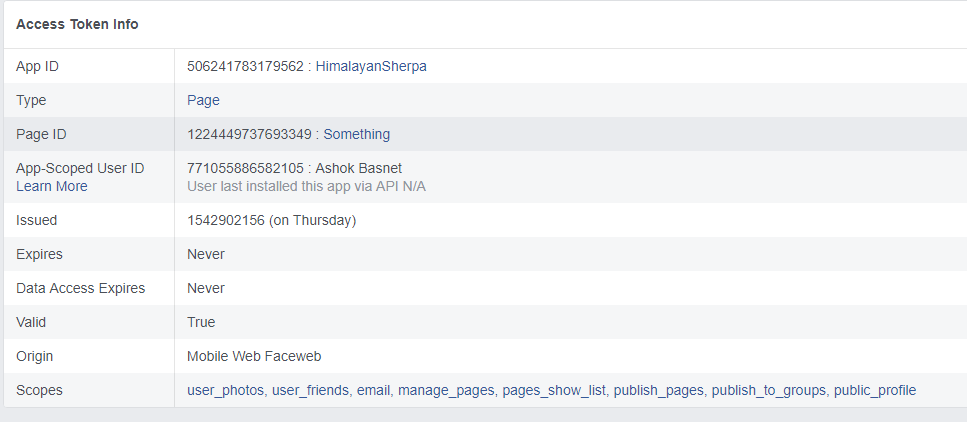 Access Token Info
App ID 506241783179562 : HimalayanSherpa
Type Page
Page ID 1224449737693349 : Something
App-Scoped User ID 771055886582105 : Ashok Basnet
Learn More User last installed this app via API N/A
Issued 1542902156 (on Thursday)
Expires Never
Data Access Expires Never
Valid True
Origin Mobile Web Faceweb
Scopes user_photos, user_friends, email, manage_pages, pages_show_list, publish_pages, publish_to_groups, public_profile